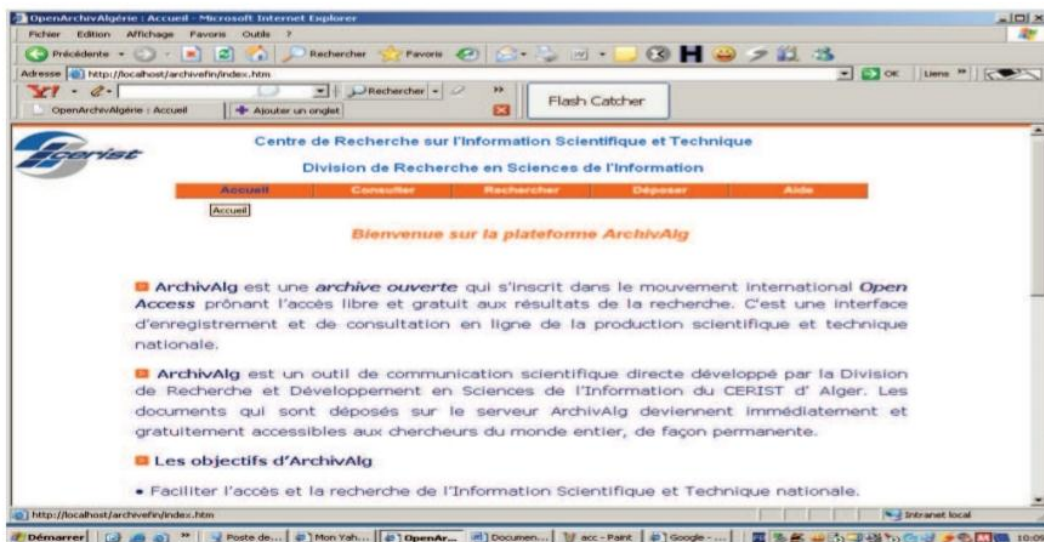 OpenArchivAlgérie : Accueil - Microsoft Internet Explorer
Fichier Edition Affichage Favoris Outils ?
Précédente Rechercher Favoris
Adresse http://localhost/archivefin/index.htm OK Liens »
Y! Rechercher »
OpenArchivAlgérie : Accueil Ajouter un onglet
Flash Catcher
cerist
Centre de Recherche sur l'Information Scientifique et Technique
Division de Recherche en Sciences de l'Information
Accueil Consulter Rechercher Déposer Aide
Accueil
Bienvenue sur la plateforme ArchivAlg
ArchivAlg est une archive ouverte qui s'inscrit dans le mouvement international Open
Access prônant l'accès libre et gratuit aux résultats de la recherche. C'est une interface
d'enregistrement et de consultation en ligne de la production scientifique et technique
nationale.
ArchivAlg est un outil de communication scientifique directe développé par la Division
de Recherche et Développement en Sciences de l'Information du CERIST d' Alger. Les
documents qui sont déposés sur le serveur ArchivAlg deviennent immédiatement et
gratuitement accessibles aux chercheurs du monde entier, de façon permanente.
Les objectifs d'ArchivAlg
• Faciliter l'accès et la recherche de l'Information Scientifique et Technique nationale.
http://localhost/archivefin/index.htm Intranet local
Démarrer » Poste de... Mon Yah... OpenAr... Documen... acc - Paint Google - ... 10:09